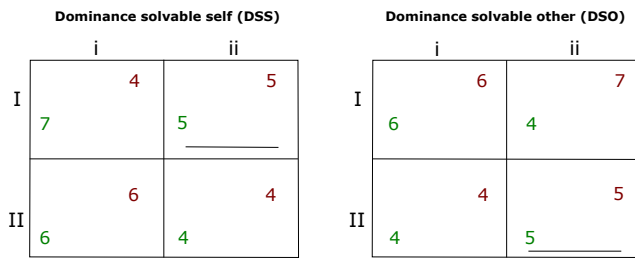 Dominance solvable self (DSS)
Dominance solvable other (DSO)
i ii
i ii
I
4 5
7 5
II
6 4
6 4
I
6 7
6 4
II
4 5
4 5